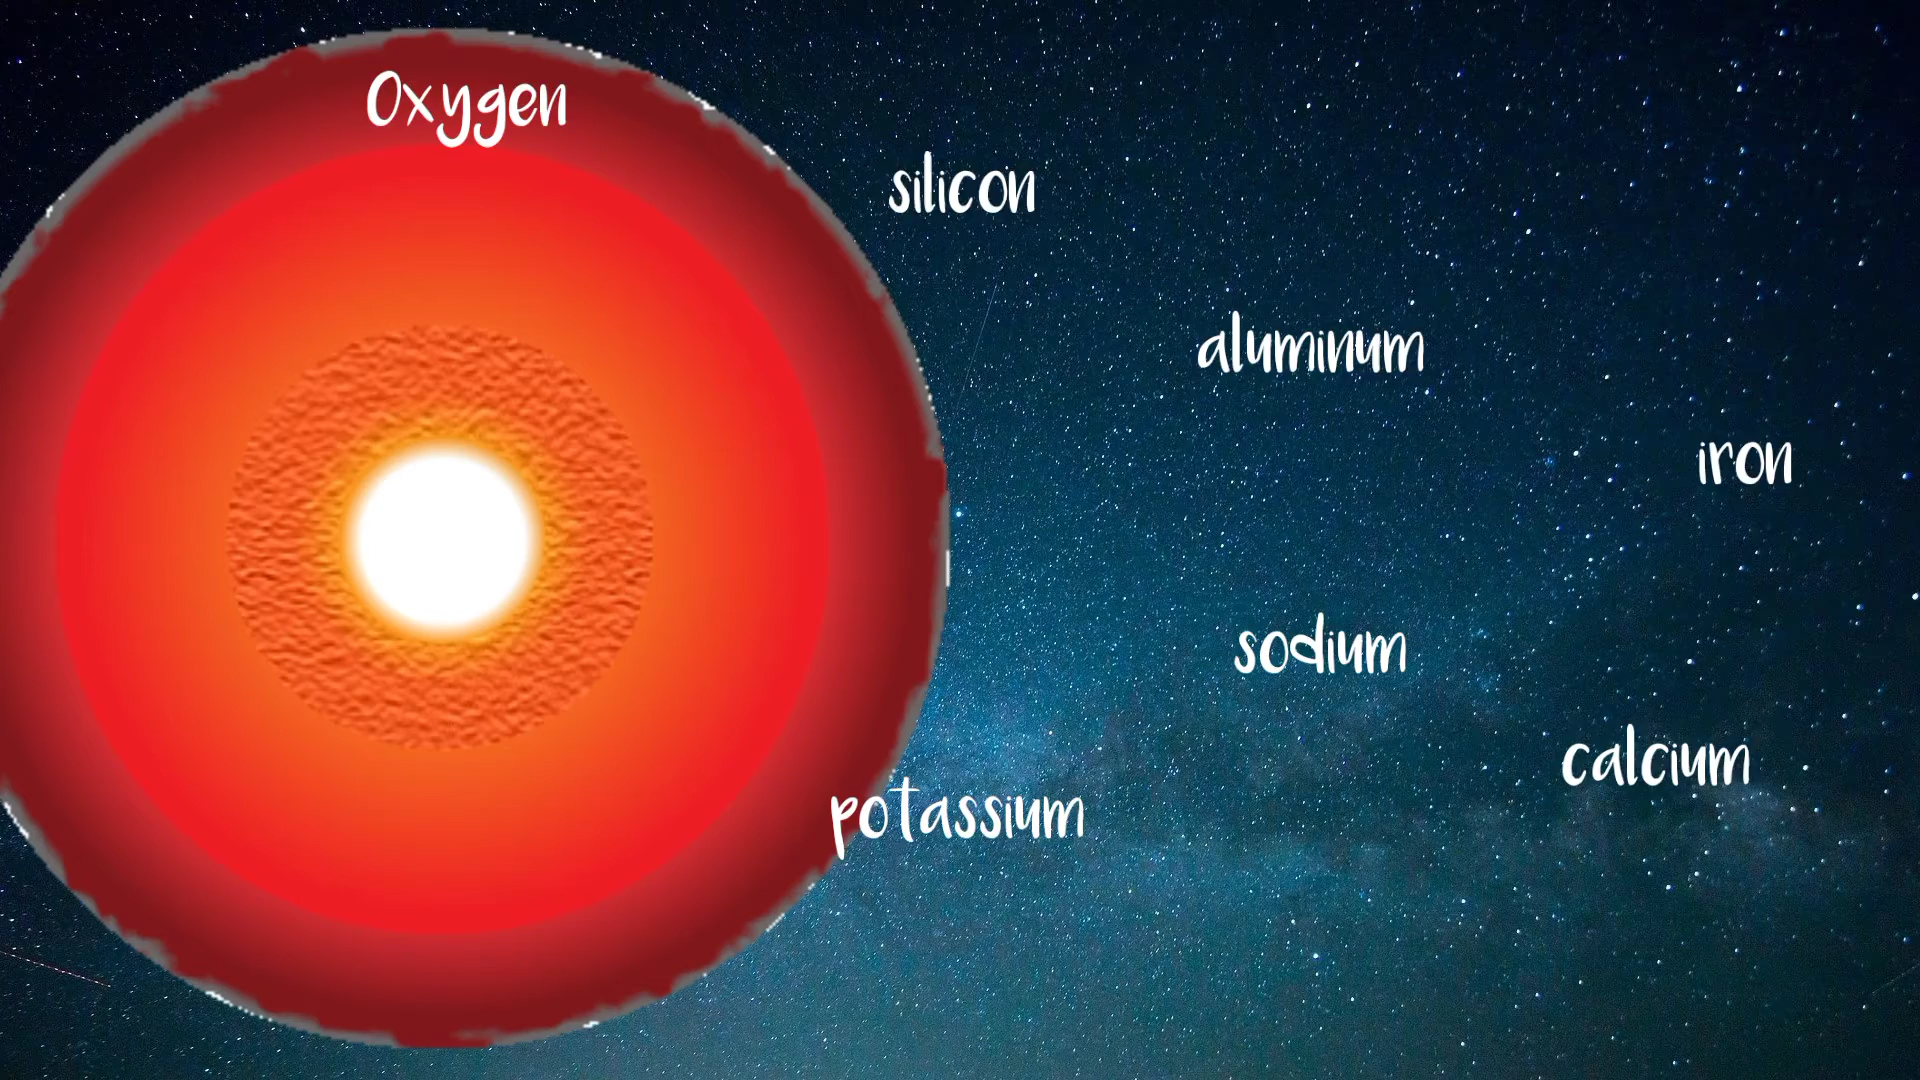 Oxygen
silicon
aluminum
iron
sodium
calcium
potassium